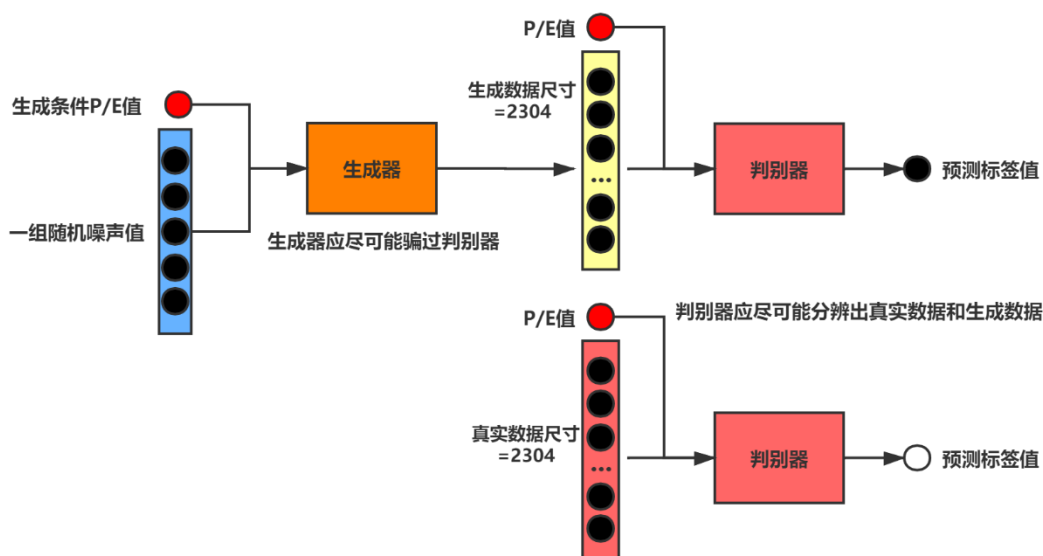 P/E值
生成条件P/E值
生成数据尺寸
=2304
...
生成器
判别器
预测标签值
一组随机噪声值
生成器应尽可能骗过判别器
P/E值
判别器应尽可能分辨出真实数据和生成数据
真实数据尺寸
=2304
...
判别器
预测标签值